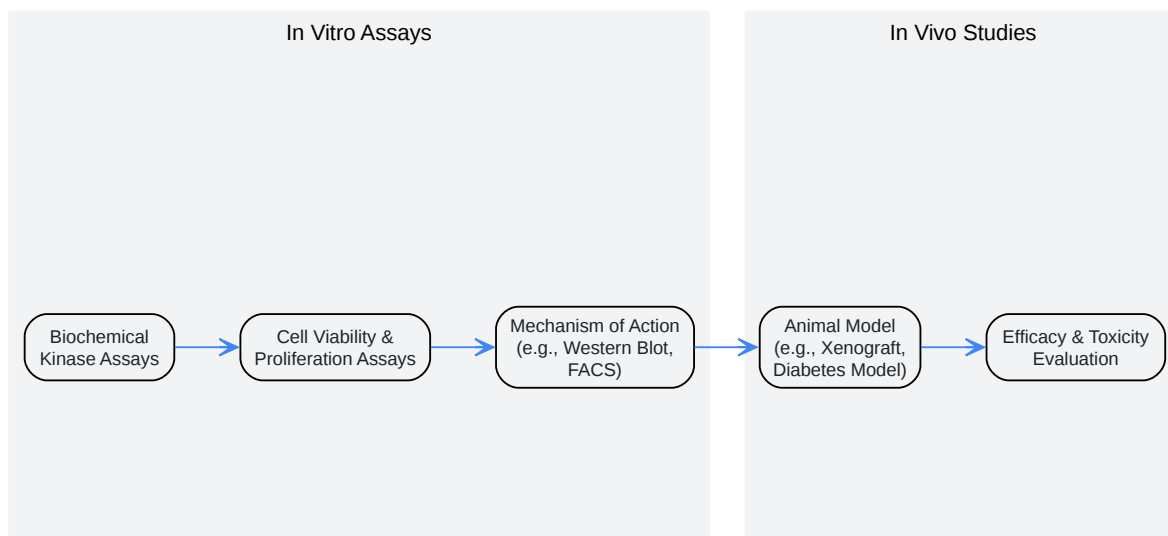 In Vitro Assays
In Vivo Studies
Biochemical
Kinase Assays
Cell Viability &
Proliferation Assays
Mechanism of Action
(e.g., Western Blot,
FACS)
Animal Model
(e.g., Xenograft,
Diabetes Model)
Efficacy & Toxicity
Evaluation